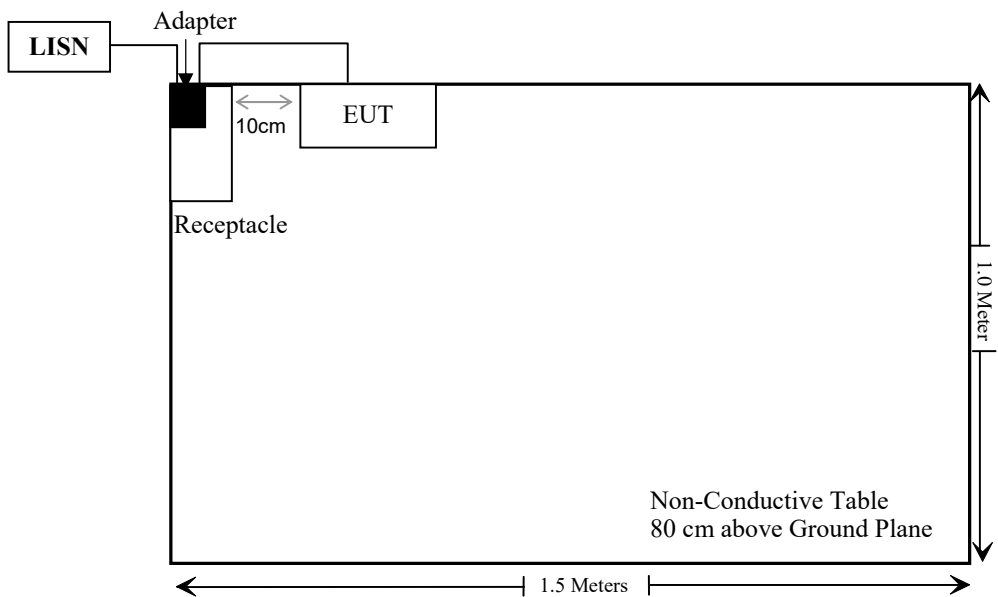 Adapter
LISN
10cm
EUT
Receptacle
1.0 Meter
Non-Conductive Table
80 cm above Ground Plane
1.5 Meters